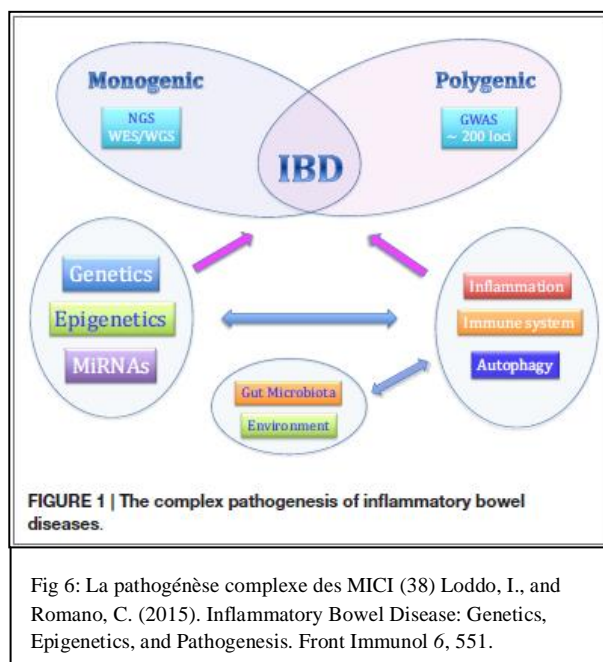 Monogenic
Polygenic
NGS
WES/WGS
GWAS
~ 200 loci
IBD
Genetics
Epigenetics
MiRNAs
Inflammation
Immune system
Autophagy
Gut Microbiota
Environment
FIGURE 1 | The complex pathogenesis of inflammatory bowel
diseases.
Fig 6: La pathogénèse complexe des MICI (38) Loddo, I., and
Romano, C. (2015). Inflammatory Bowel Disease: Genetics,
Epigenetics, and Pathogenesis. Front Immunol 6, 551.